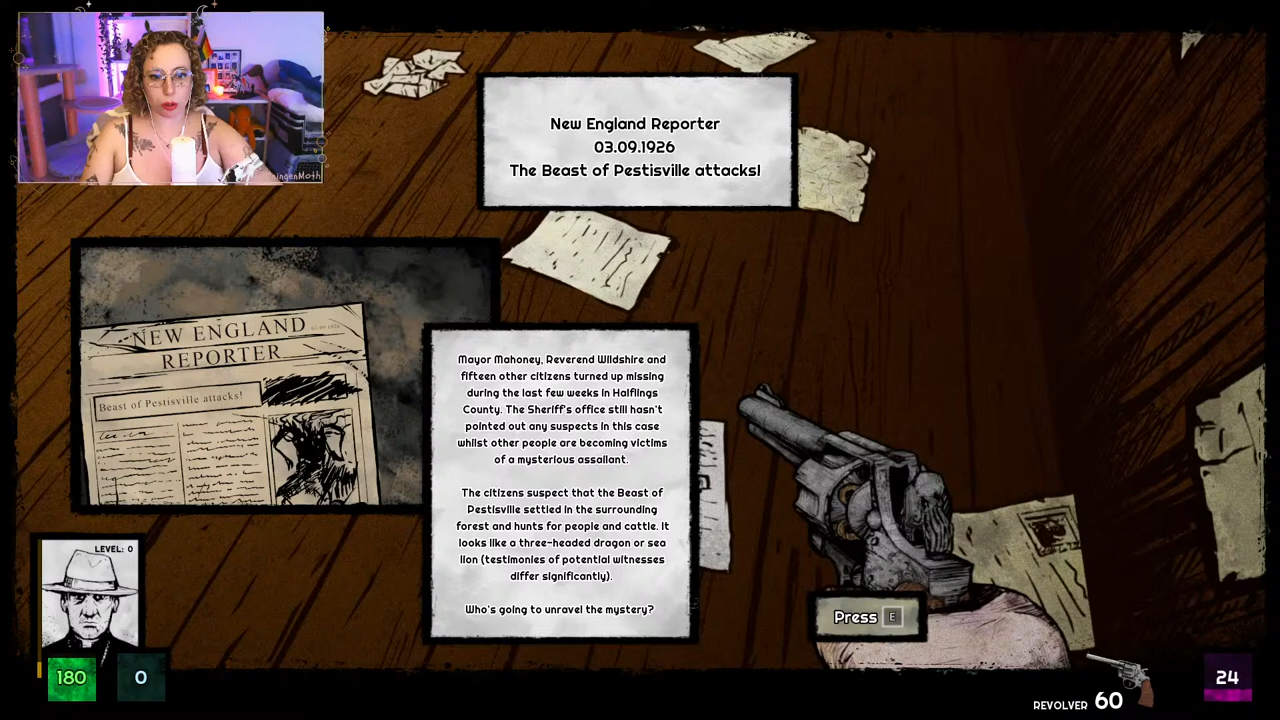 ingenMoth
New England Reporter
03.09.1926
The Beast of Pestisville attacks!
NEW ENGLAND
REPORTER
Beast of Pestisville attacks!
Mayor Mahoney, Reverend Wildshire and
fifteen other citizens turned up missing
during the last few weeks in Halflings
County. The Sheriff's office still hasn't
pointed out any suspects in this case
whilst other people are becoming victims
of a mysterious assailant.
The citizens suspect that the Beast of
Pestisville settled in the surrounding
forest and hunts for people and cattle. It
looks like a three-headed dragon or sea
lion (testimonies of potential witnesses
differ significantly).
Who's going to unravel the mystery?
LEVEL: 0
180
0
Press E
REVOLVER 60
24